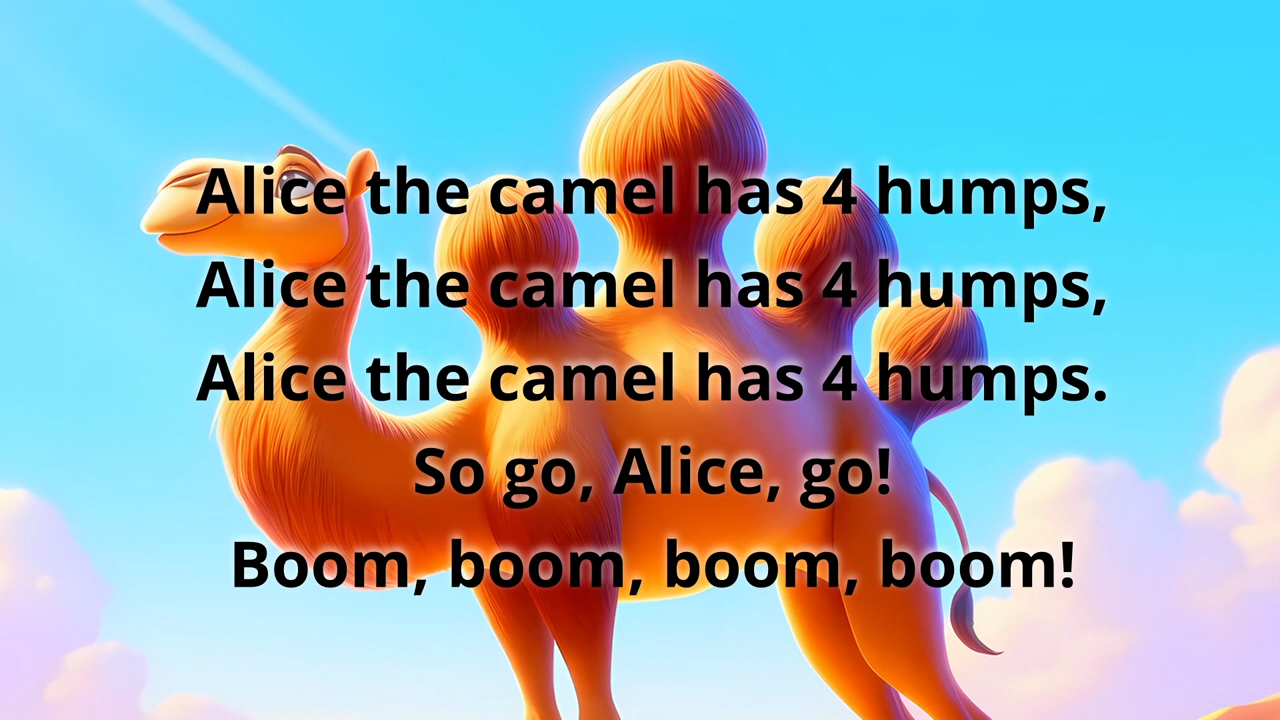 Alice the camel has 4 humps,
Alice the camel has 4 humps,
Alice the camel has 4 humps.
So go, Alice, go!
Boom, boom, boom, boom!